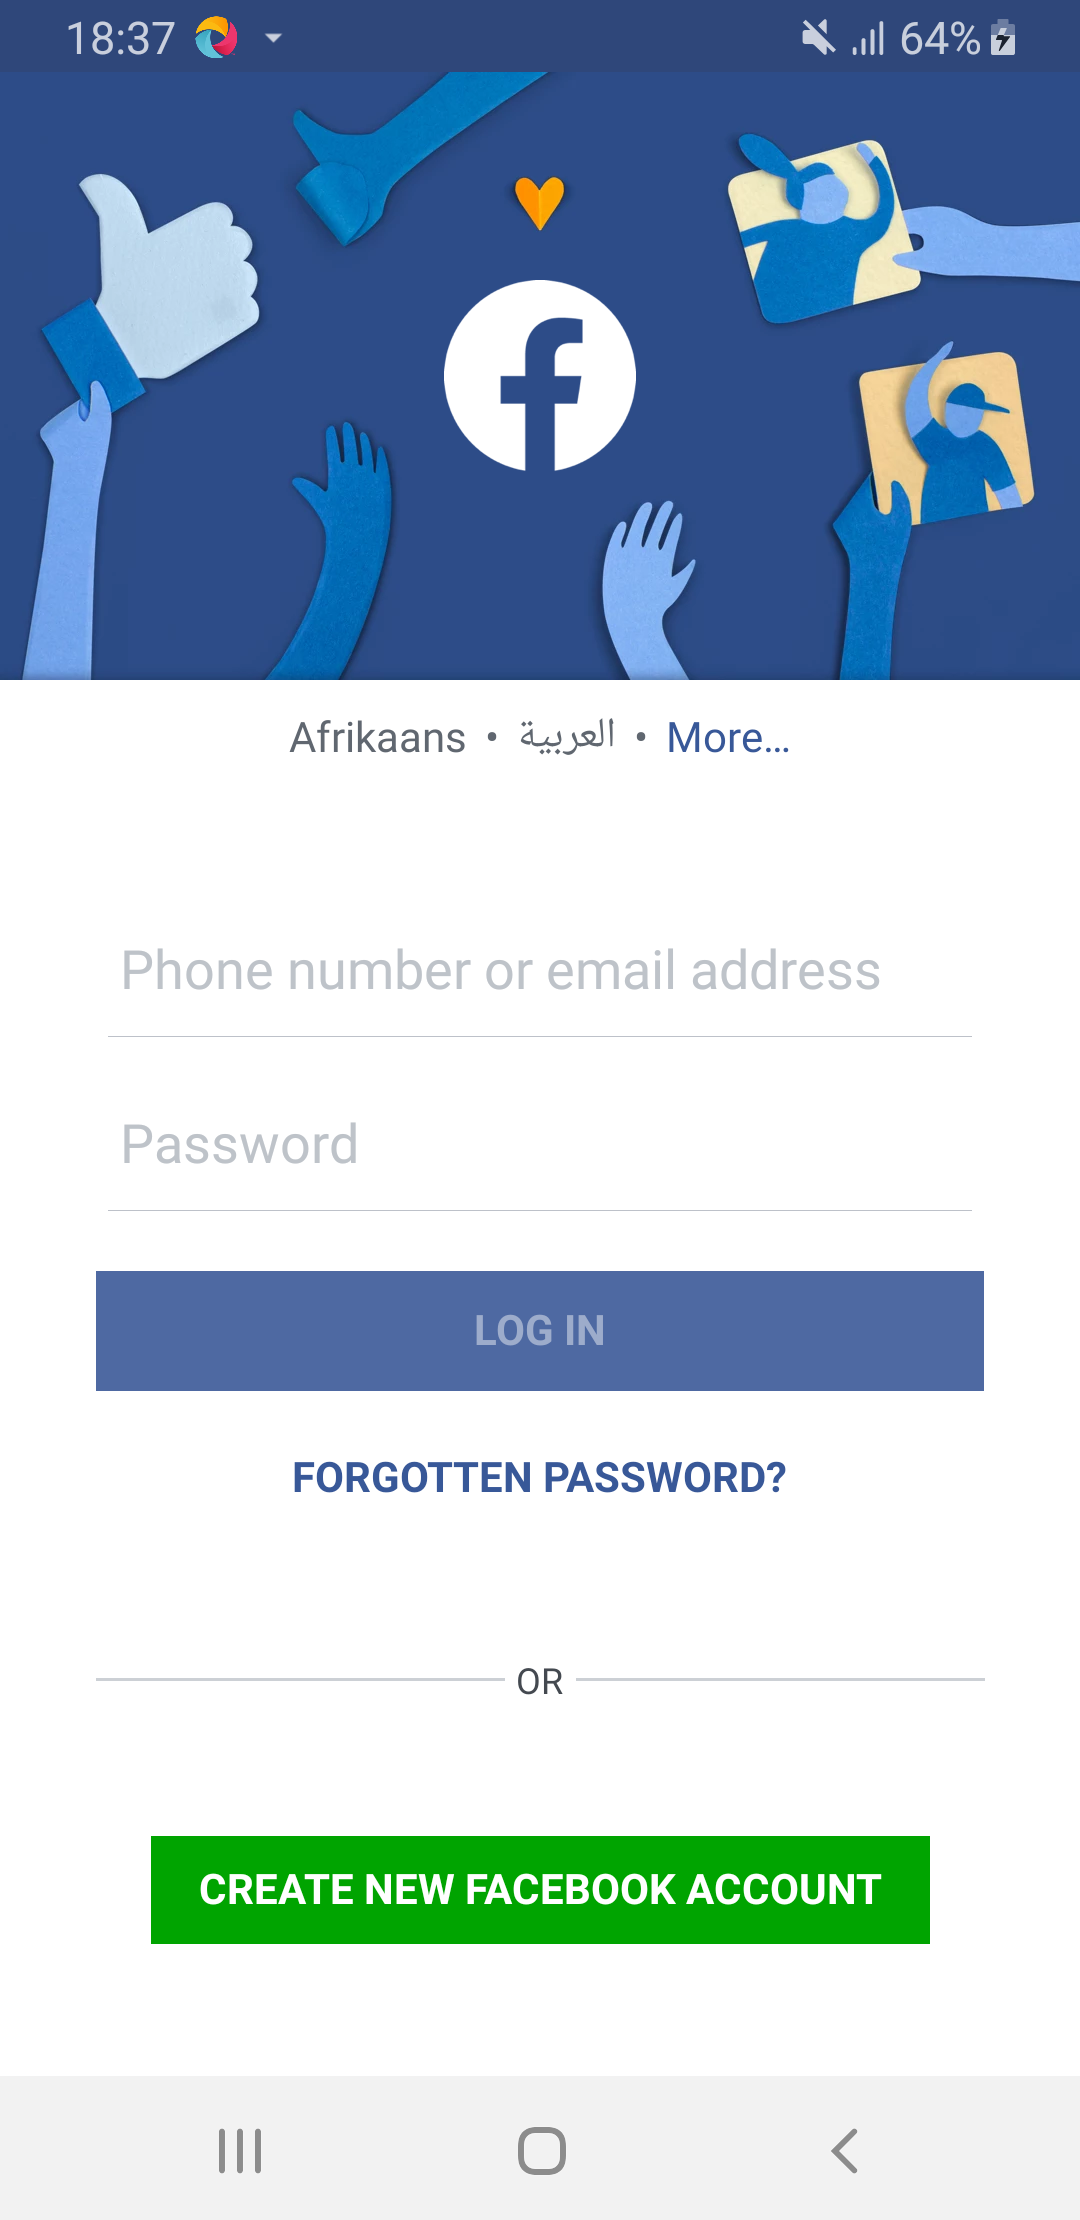 18:37 64%
Afrikaans • العربية • More...
Phone number or email address
Password
LOG IN
FORGOTTEN PASSWORD?
OR
CREATE NEW FACEBOOK ACCOUNT